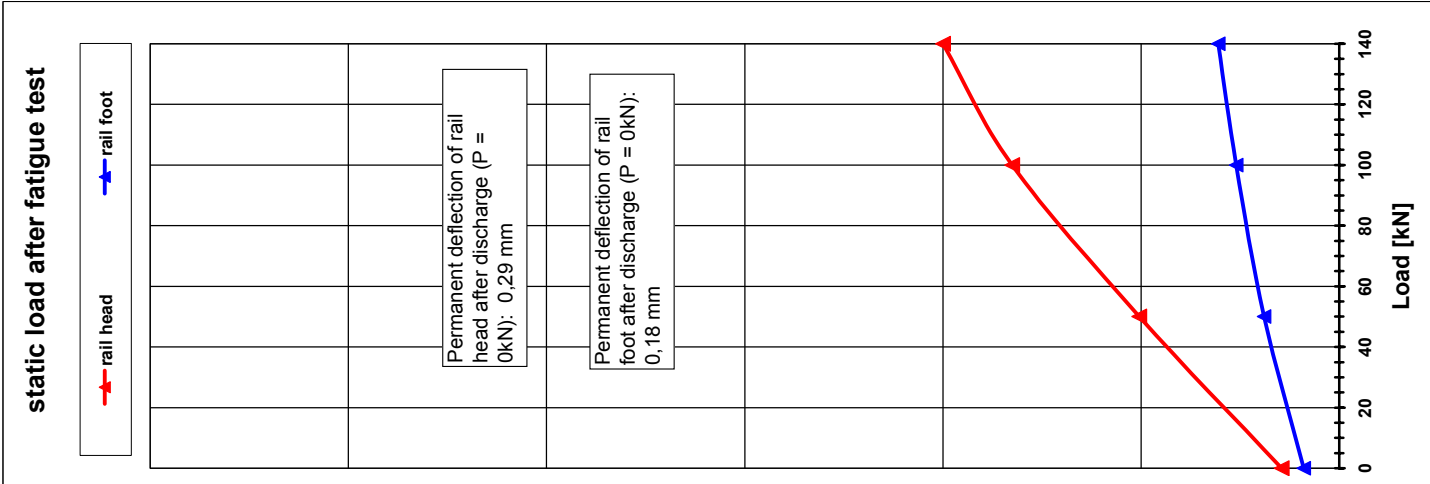 static load after fatigue test
rail head
rail foot
Permanent deflection of rail
head after discharge (P =
0kN): 0,29 mm
Permanent deflection of rail
foot after discharge (P = 0kN):
0,18 mm
0
20
40
60
80
100
120
140
Load [kN]